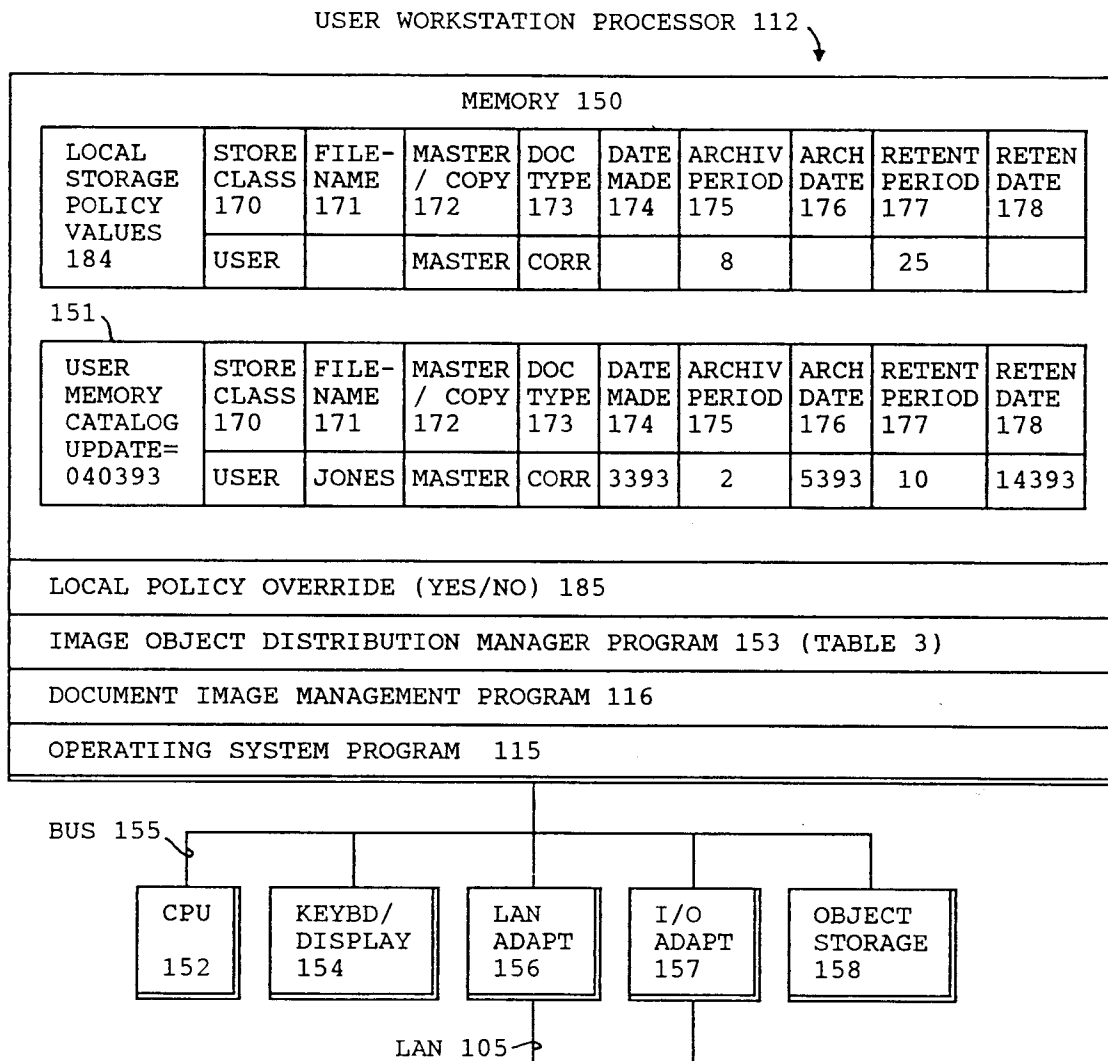 USER WORKSTATION PROCESSOR 112
MEMORY 150
LOCAL STORAGE POLICY VALUES 184
STORE CLASS 170
FILE- NAME 171
MASTER / COPY 172
DOC TYPE 173
DATE MADE 174
ARCHIV PERIOD 175
ARCH DATE 176
RETENT PERIOD 177
RETEN DATE 178
USER MASTER CORR 8 25
151
USER MEMORY CATALOG UPDATE= 040393
STORE CLASS 170
FILE- NAME 171
MASTER / COPY 172
DOC TYPE 173
DATE MADE 174
ARCHIV PERIOD 175
ARCH DATE 176
RETENT PERIOD 177
RETEN DATE 178
USER JONES MASTER CORR 3393 2 5393 10 14393
LOCAL POLICY OVERRIDE (YES/NO) 185
IMAGE OBJECT DISTRIBUTION MANAGER PROGRAM 153 (TABLE 3)
DOCUMENT IMAGE MANAGEMENT PROGRAM 116
OPERATIING SYSTEM PROGRAM 115
BUS 155
CPU 152
KEYBD/ DISPLAY 154
LAN ADAPT 156
I/O ADAPT 157
OBJECT STORAGE 158
LAN 105